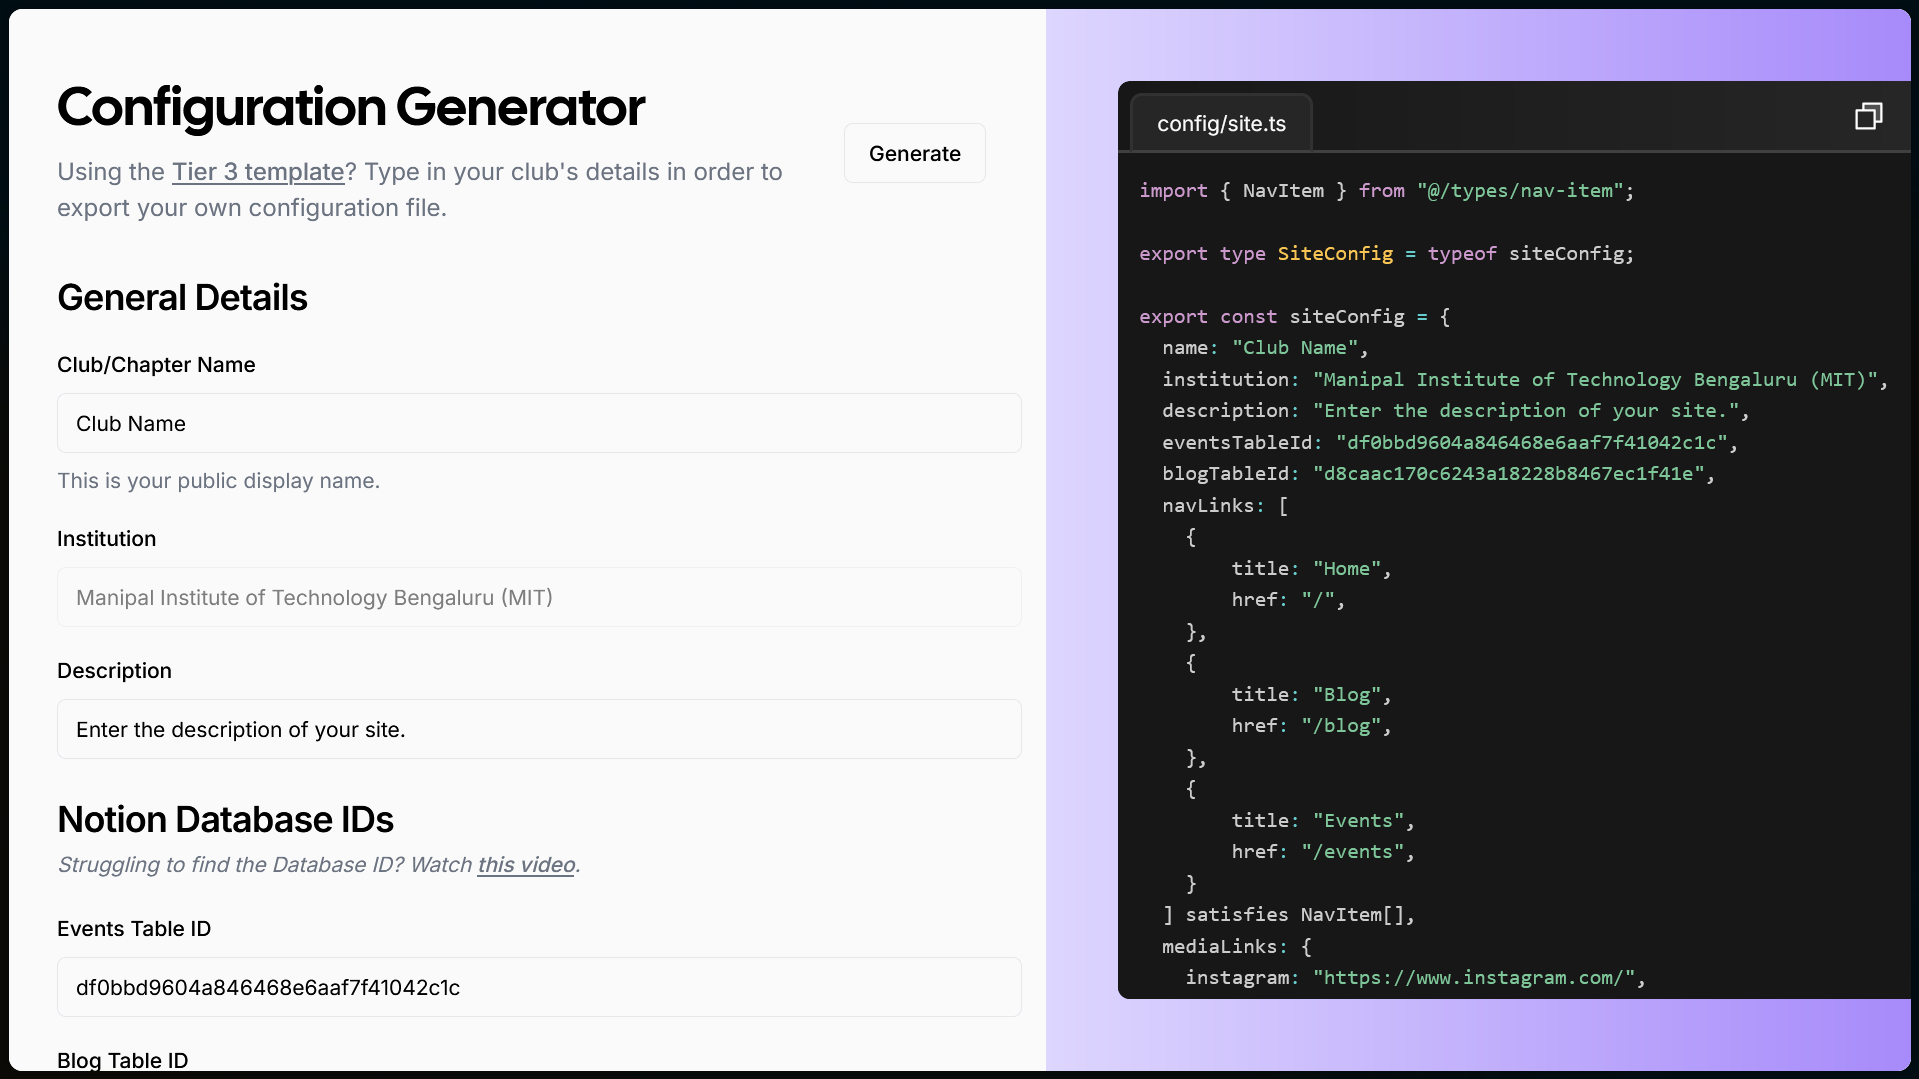 Configuration Generator
Using the Tier 3 template? Type in your club's details in order to
export your own configuration file.
Generate
General Details
Club/Chapter Name
Club Name
This is your public display name.
Institution
Manipal Institute of Technology Bengaluru (MIT)
Description
Enter the description of your site.
Notion Database IDs
Struggling to find the Database ID? Watch this video.
Events Table ID
df0bbd9604a846468e6aaf7f41042c1c
Blog Table ID
config/site.ts
import { NavItem } from "@/types/nav-item";
export type SiteConfig = typeof siteConfig;
export const siteConfig = {
name: "Club Name",
institution: "Manipal Institute of Technology Bengaluru (MIT)",
description: "Enter the description of your site.",
eventsTableId: "df0bbd9604a846468e6aaf7f41042c1c",
blogTableId: "d8caac170c6243a18228b8467ec1f41e",
navLinks: [
{
title: "Home",
href: "/",
},
{
title: "Blog",
href: "/blog",
},
{
title: "Events",
href: "/events",
}
] satisfies NavItem[],
mediaLinks: {
instagram: "https://www.instagram.com/",